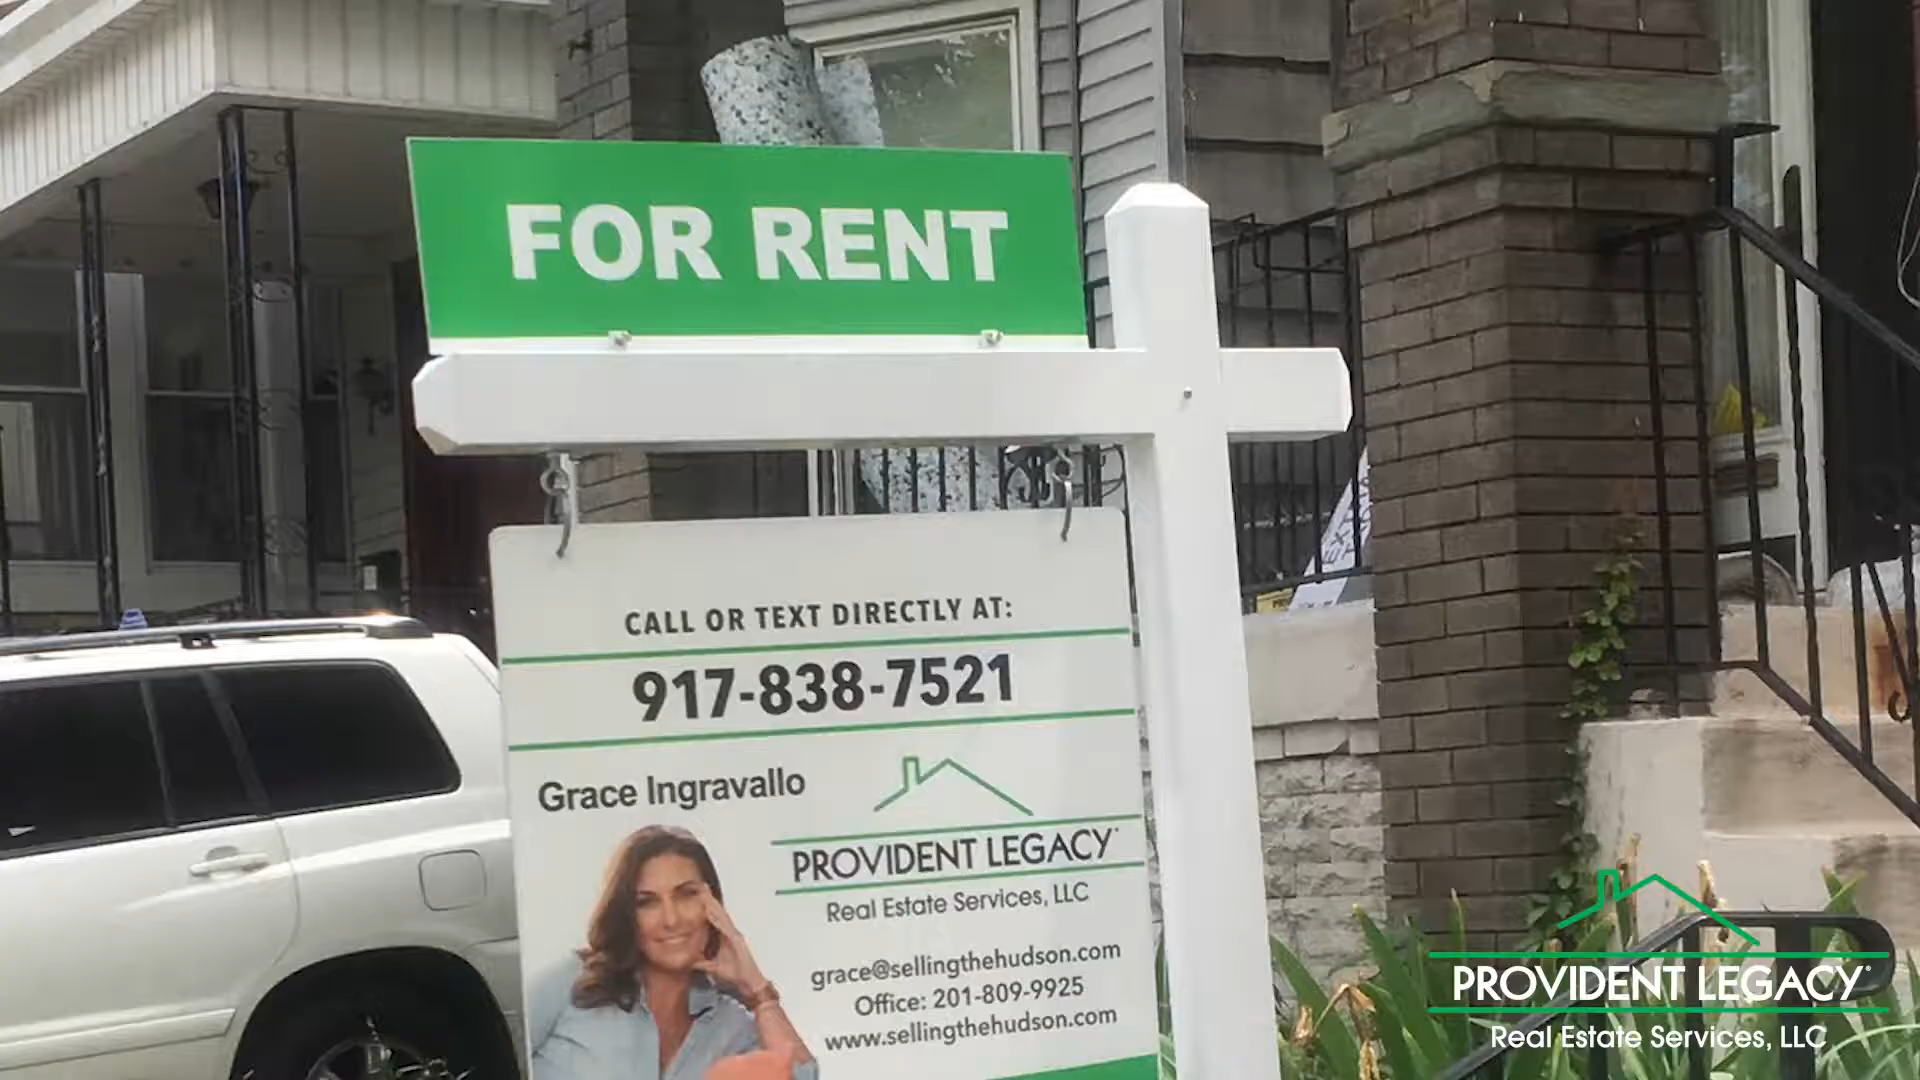 FOR RENT
CALL OR TEXT DIRECTLY AT:
917-838-7521
Grace Ingravallo
PROVIDENT LEGACY
Real Estate Services, LLC
grace@sellingthehudson.com
Office: 201-809-9925
www.sellingthehudson.com
PROVIDENT LEGACY®
Real Estate Services, LLC